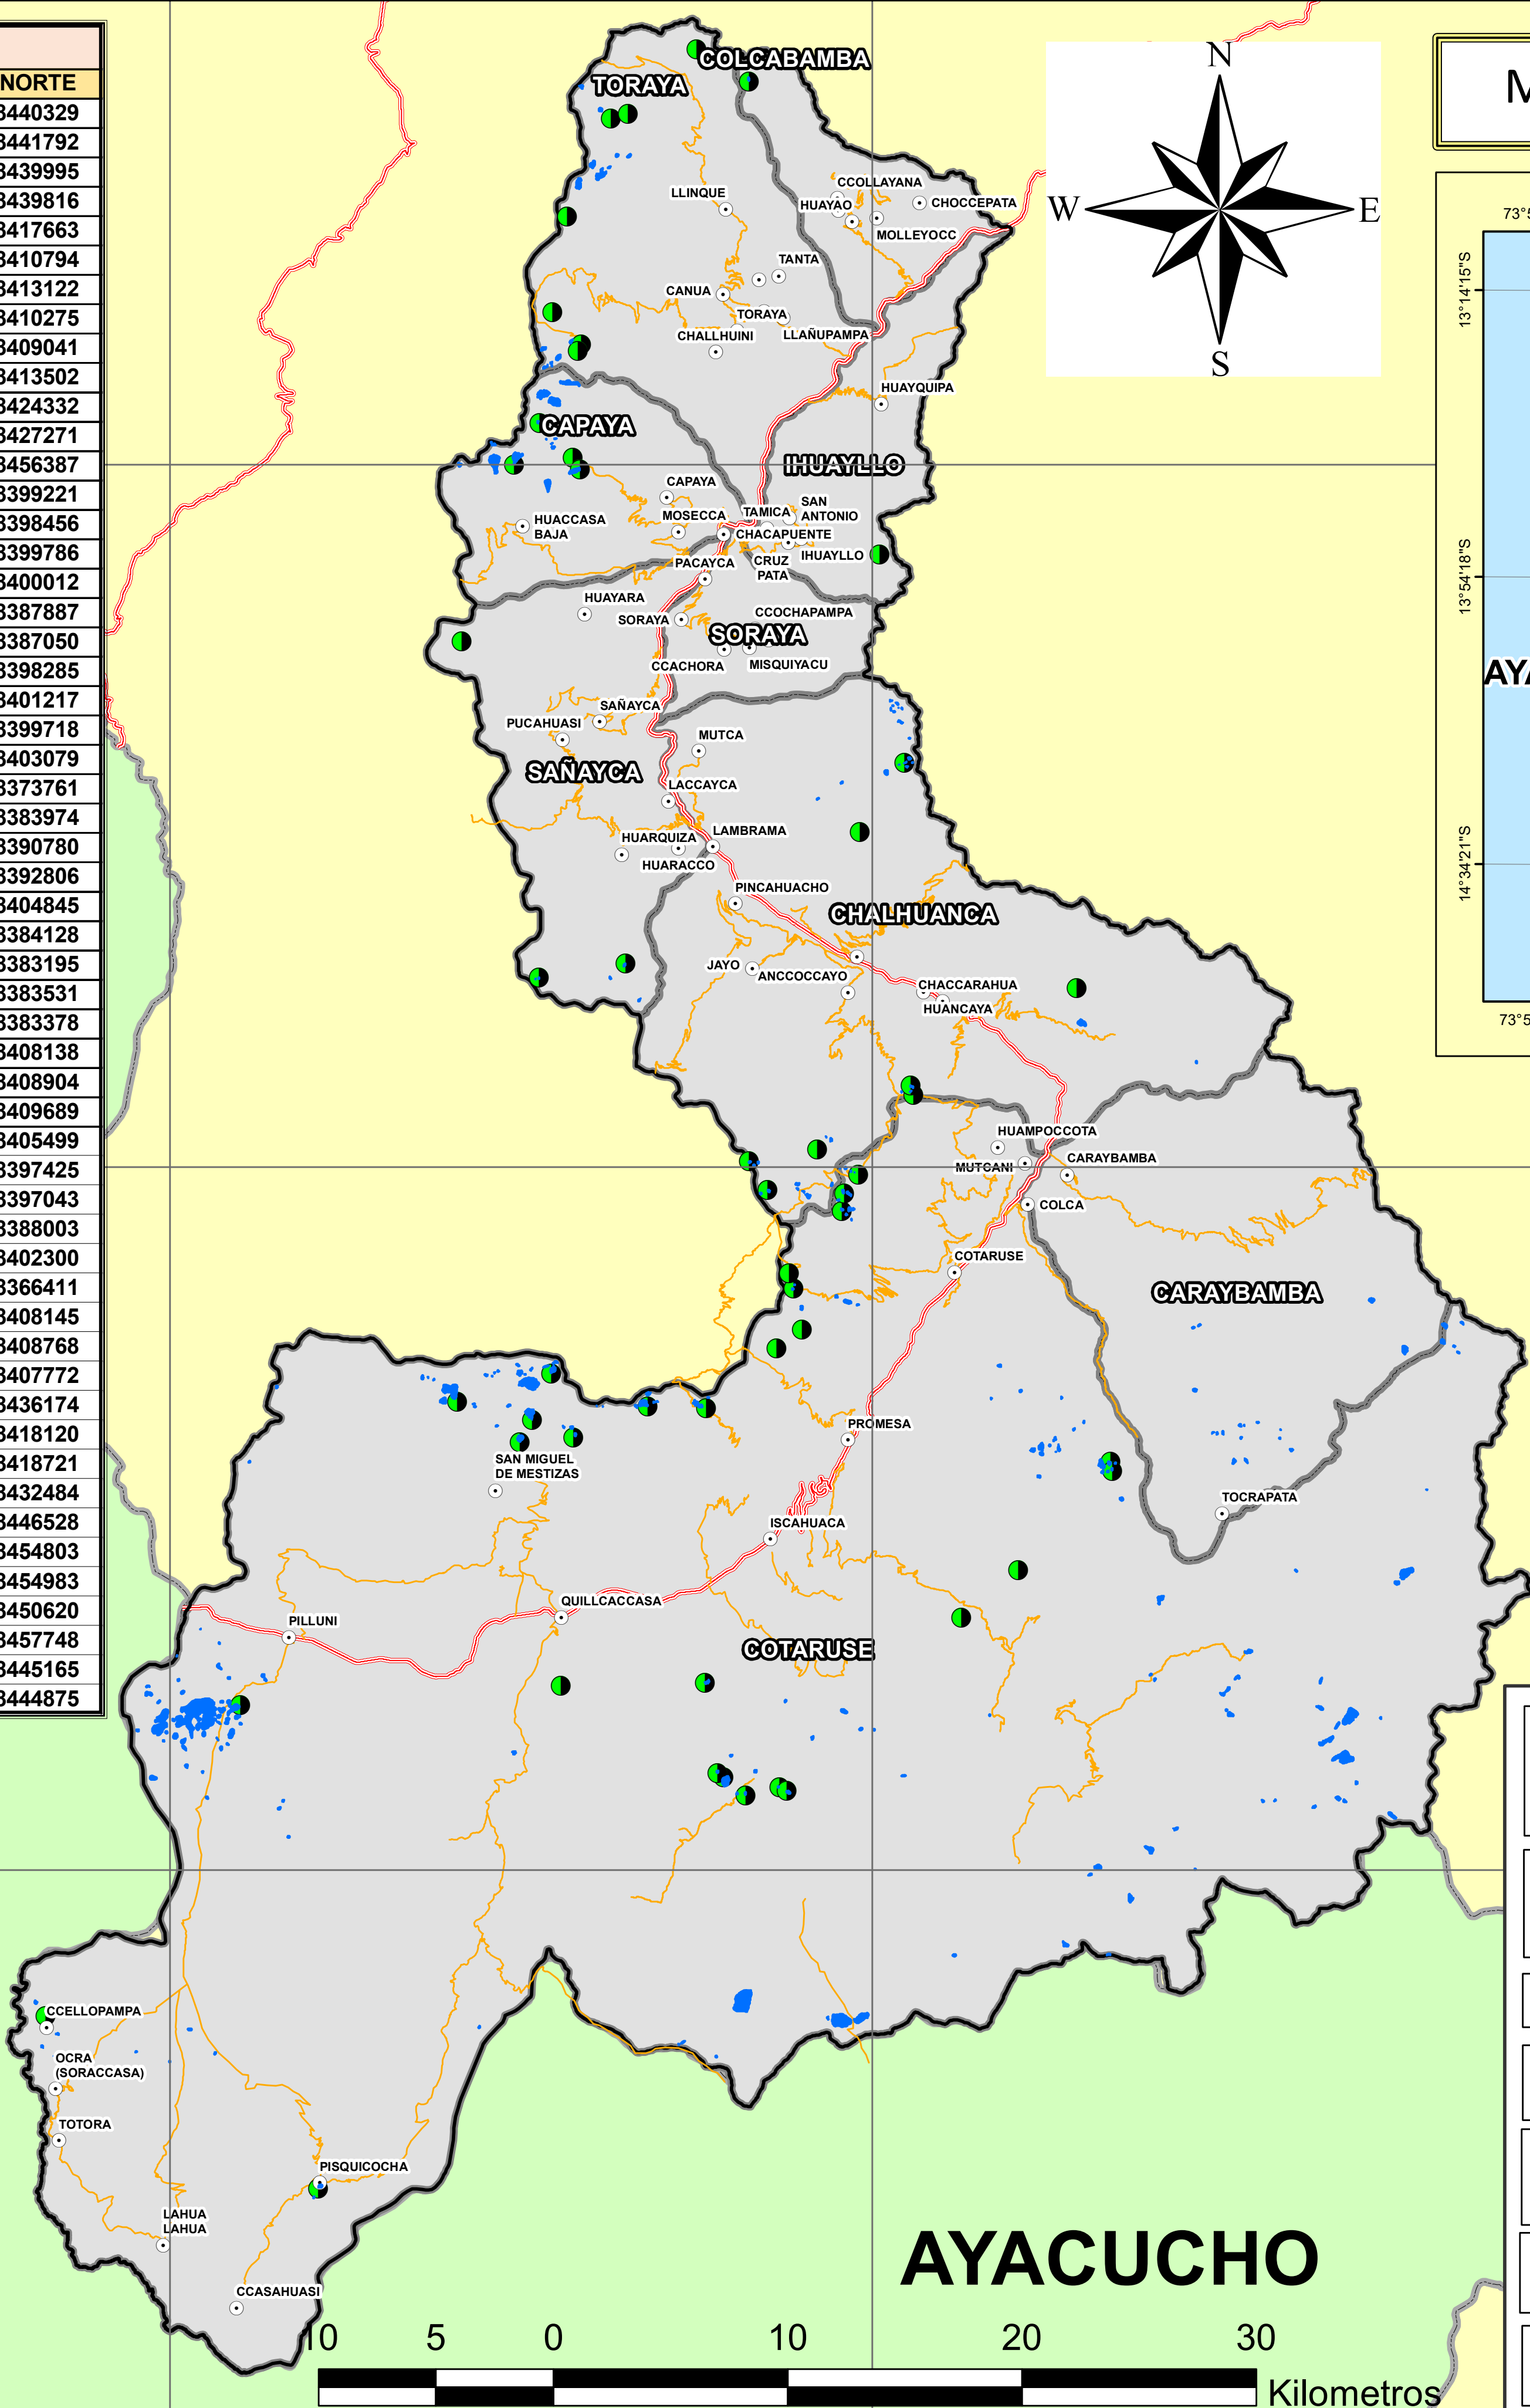 NORTE
8440329
8441792
8439995
8439816
8417663
8410794
8413122
8410275
8409041
8413502
8424332
8427271
8456387
8399221
8398456
8399786
8400012
8387887
8387050
8398285
8401217
8399718
8403079
8373761
8383974
8390780
8392806
8404845
8384128
8383195
8383531
8383378
8408138
8408904
8409689
8405499
8397425
8397043
8388003
8402300
8366411
8408145
8408768
8407772
8436174
8418120
8418721
8432484
8446528
8454803
8454983
8450620
8457748
8445165
8444875
COLCABAMBA
TORAYA
LLINQUE
CCOLLAYANA
HUAYAO
CHOCCEPATA
MOLLEYOCC
TANTA
CANUA
TORAYA
CHALLHUINI
LLAÑUPAMPA
HUAYQUIPA
CAPAYA
IHUAYLLO
CAPAYA
SAN
ANTONIO
MOSECCA
TAMICA
HUACCASA
BAJA
CHACAPUENTE
IHUAYLLO
PACAYCA
CRUZ
PATA
HUAYARA
SORAYA
CCOCHAPAMPA
SORAYA
CCACHORA
MISQUIYACU
SAÑAYCA
PUCAHUASI
MUTCA
SAÑAYCA
LACCAYCA
LAMBRAMA
HUARQUIZA
HUARACCO
PINCAHUACHO
CHALHUANCA
JAYO
ANCCOCCAYO
CHACCARAHUA
HUANCAYA
HUAMPOCCOTA
MUTCANI
CARAYBAMBA
COLCA
COTARUSE
CARAYBAMBA
PROMESA
SAN MIGUEL
DE MESTIZAS
TOCRAPATA
ISCAHUACA
QUILLCACCASA
PILLUNI
COTARUSE
CCELLOPAMPA
OCRA
(SORACCASA)
TOTORA
PISQUICOCHA
LAHUA
LAHUA
CCASAHUASI
AYACUCHO
10 5 0 10 20 30
Kilometros
N
W
E
S
M
73°5
13°14'15"S
13°54'18"S
14°34'21"S
AYA
73°5